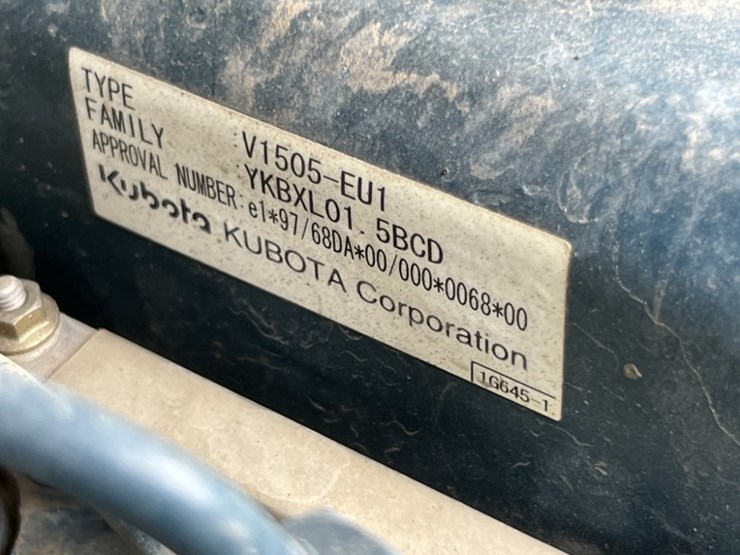 TYPE : V1505-EU1
FAMILY : YKBXL01.5BCD
APPROVAL NUMBER: e1*97/68DA*00/000*0068*00
Kubota KUBOTA Corporation
1G645-1